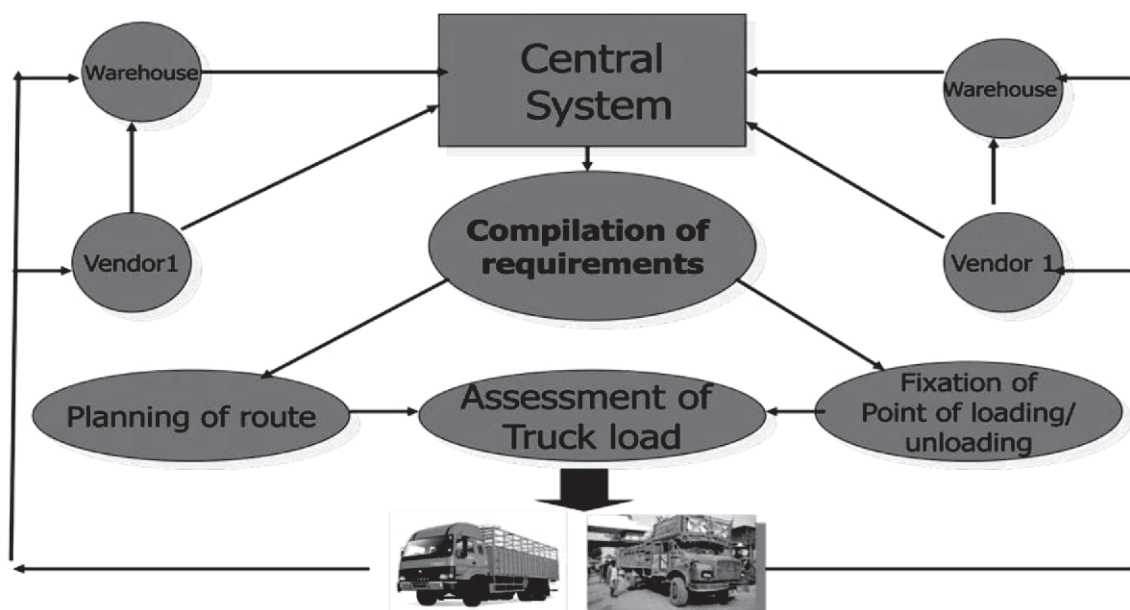 Central
System
Warehouse
Warehouse
Compilation of
requirements
Vendor1
Vendor 1
Planning of route
Assessment of
Truck load
Fixation of
Point of loading/
unloading